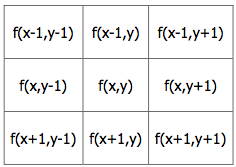 f(x-1,y-1) f(x-1,y) f(x-1,y+1)
f(x,y-1) f(x,y) f(x,y+1)
f(x+1,y-1) f(x+1,y) f(x+1,y+1)